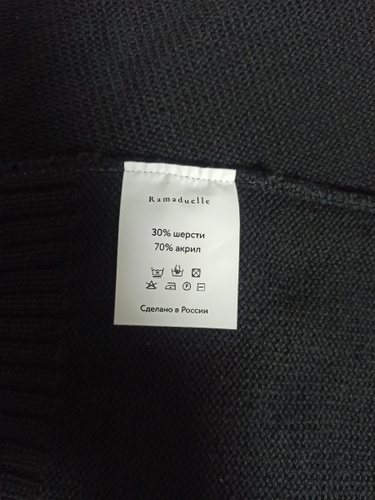 Ramaduelle
30% шерсти
70% акрил
Сделано в России